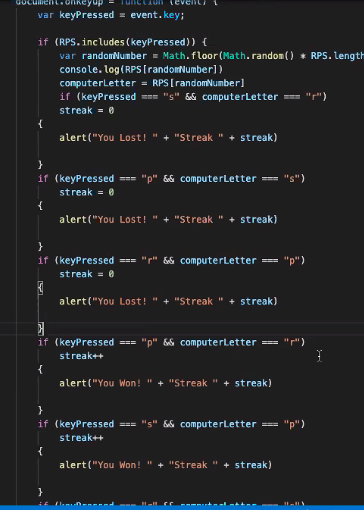 document.onkeyup = function (event) {
var keyPressed = event.key;
if (RPS.includes(keyPressed)) {
var randomNumber = Math.floor(Math.random() * RPS.length
console.log(RPS[randomNumber])
computerLetter = RPS[randomNumber]
if (keyPressed === "s" && computerLetter === "r")
streak = 0
{
alert("You Lost! " + "Streak " + streak)
}
if (keyPressed === "p" && computerLetter === "s")
streak = 0
{
alert("You Lost! " + "Streak " + streak)
}
if (keyPressed === "r" && computerLetter === "p")
streak = 0
{
alert("You Lost! " + "Streak " + streak)
}
if (keyPressed === "p" && computerLetter === "r")
streak++
{
alert("You Won! " + "Streak " + streak)
}
if (keyPressed === "s" && computerLetter === "p")
streak++
{
alert("You Won! " + "Streak " + streak)
}
if (keyPressed === && computerLetter ===